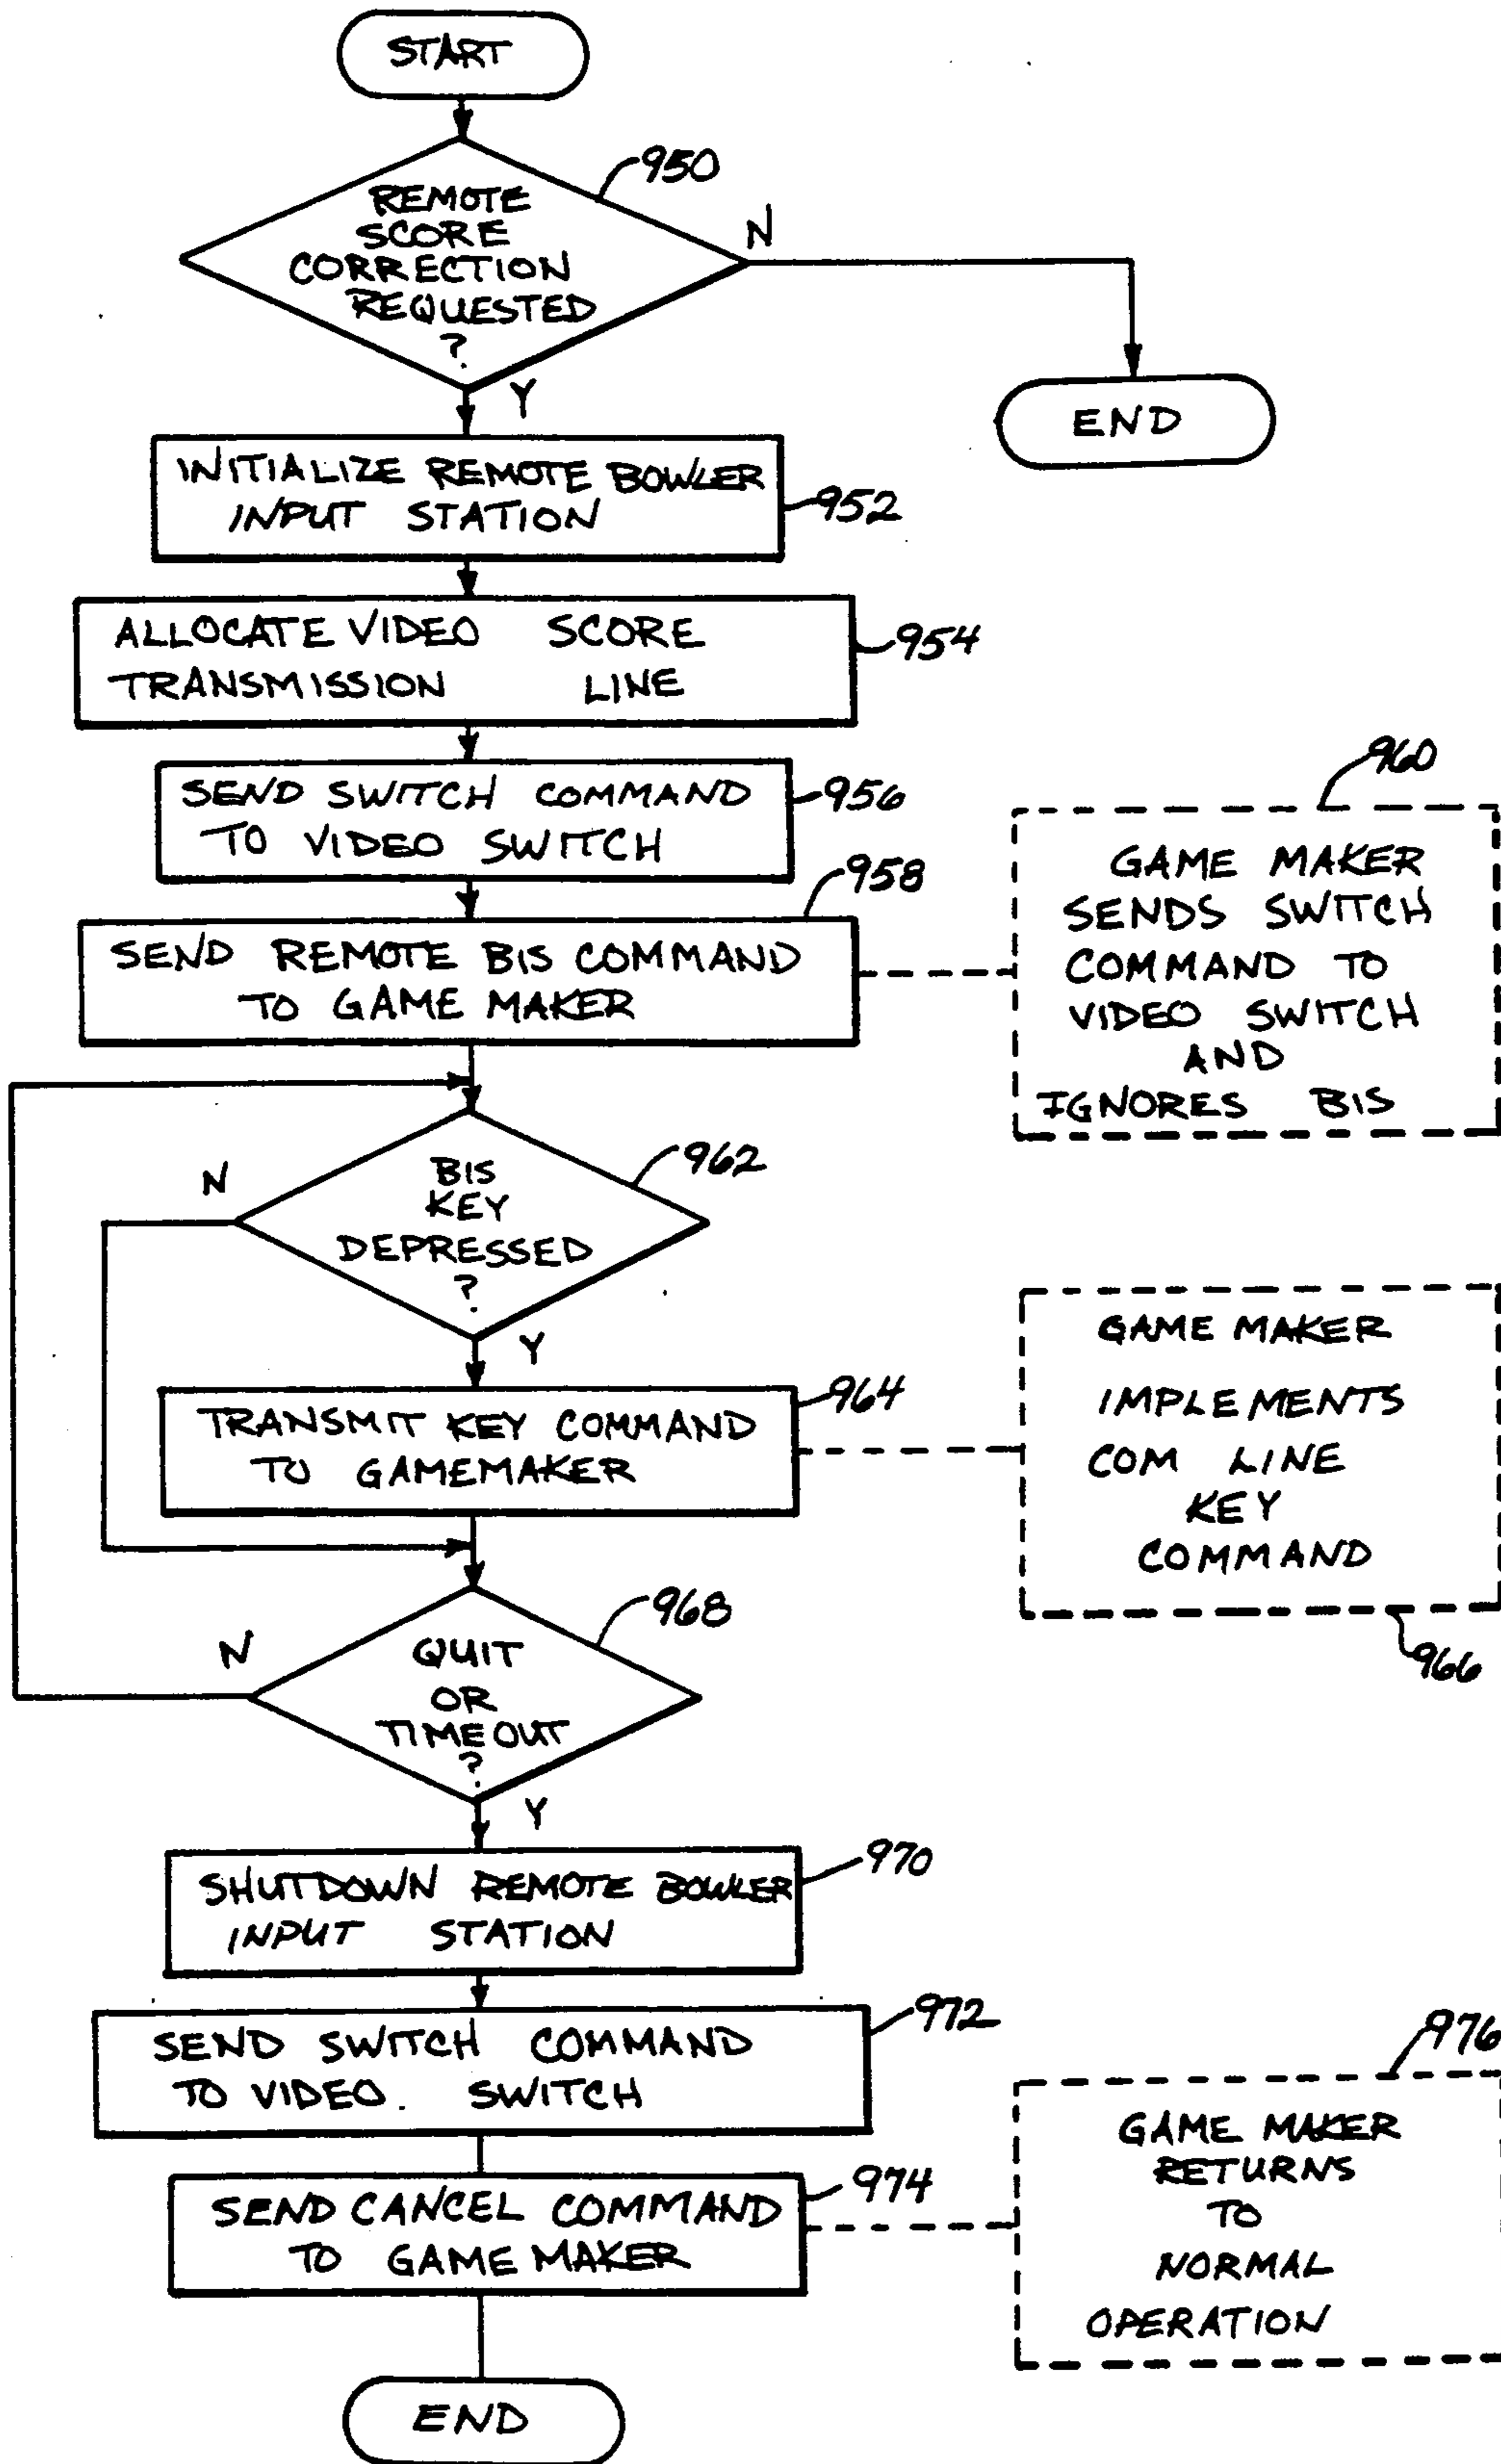 START
950
REMOTE
SCORE
CORRECTION
REQUESTED
?
N
Y
END
INITIALIZE REMOTE BOWLER
INPUT STATION
952
ALLOCATE VIDEO SCORE
TRANSMISSION LINE
954
SEND SWITCH COMMAND
TO VIDEO SWITCH
956
958
SEND REMOTE BIS COMMAND
TO GAME MAKER
960
GAME MAKER
SENDS SWITCH
COMMAND TO
VIDEO SWITCH
AND
IGNORES BIS
962
N
BIS
KEY
DEPRESSED
?
Y
964
TRANSMIT KEY COMMAND
TO GAMEMAKER
GAME MAKER
IMPLEMENTS
COM LINE
KEY
COMMAND
966
968
N
QUIT
OR
TIMEOUT
?
Y
970
SHUTDOWN REMOTE BOWLER
INPUT STATION
972
SEND SWITCH COMMAND
TO VIDEO. SWITCH
974
SEND CANCEL COMMAND
TO GAME MAKER
976
GAME MAKER
RETURNS
TO
NORMAL
OPERATION
END